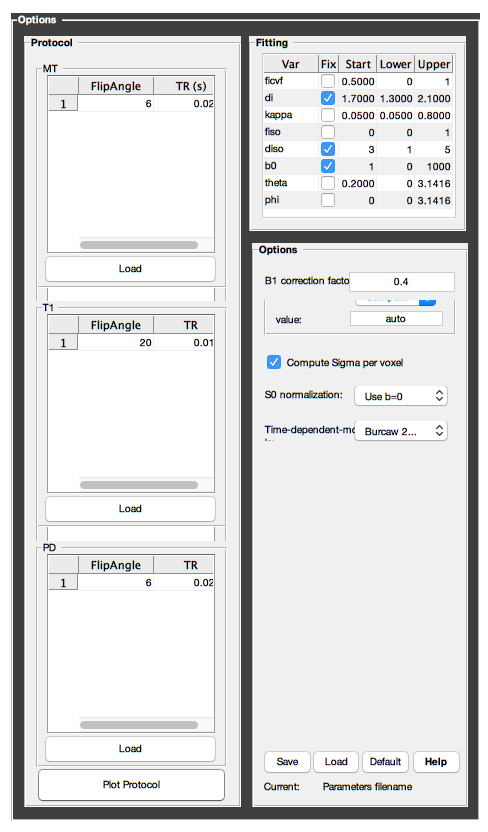 Options
Protocol
MT
FlipAngle TR (s)
1 6 0.02
Load
T1
FlipAngle TR
1 20 0.01
Load
PD
FlipAngle TR
1 6 0.02
Load
Plot Protocol
Fitting
Var Fix Start Lower Upper
ficvf 0.5000 0 1
di 1.7000 1.3000 2.1000
kappa 0.0500 0.0500 0.8000
fiso 0 0 1
diso 3 1 5
b0 1 0 1000
theta 0.2000 0 3.1416
phi 0 0 3.1416
Options
B1 correction facto 0.4
value: auto
Compute Sigma per voxel
S0 normalization: Use b=0
Time-dependent-mo Burcaw 2...
Save Load Default Help
Current: Parameters filename